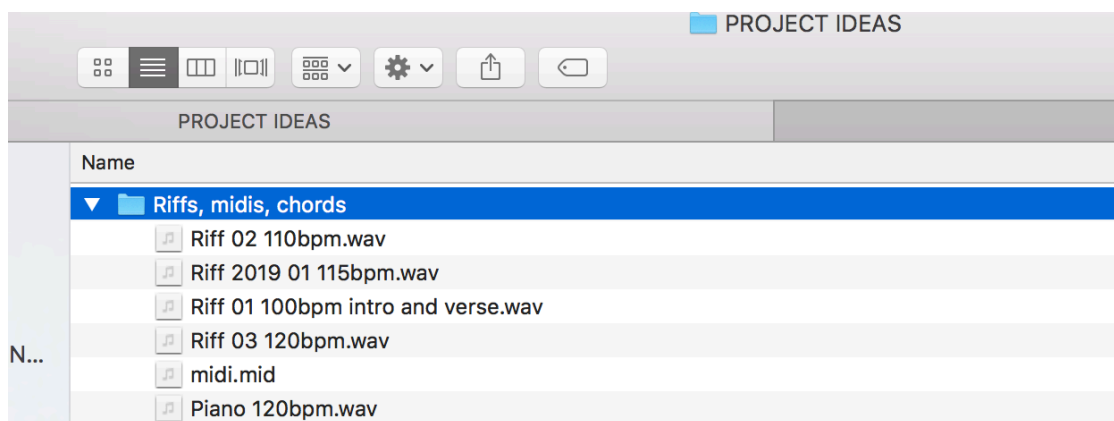 PROJECT IDEAS
PROJECT IDEAS
Name
Riffs, midis, chords
Riff 02 110bpm.wav
Riff 2019 01 115bpm.wav
Riff 01 100bpm intro and verse.wav
Riff 03 120bpm.wav
N...
midi.mid
Piano 120bpm.wav